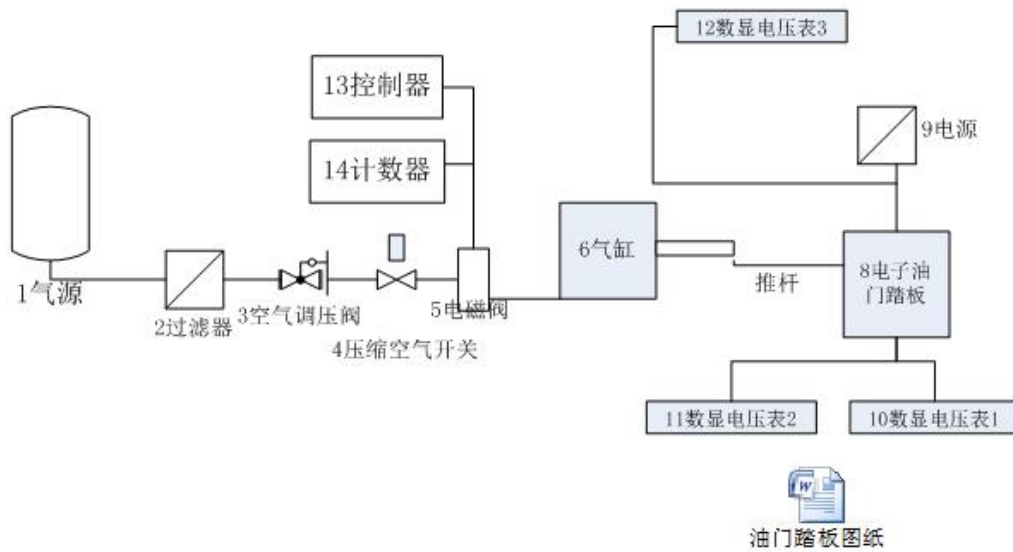 12数显电压表3
13控制器
9电源
14计数器
6气缸
8电子油
门踏板
推杆
1气源
2过滤器
3空气调压阀
5电磁阀
4压缩空气开关
11数显电压表2
10数显电压表1
W
油门踏板图纸